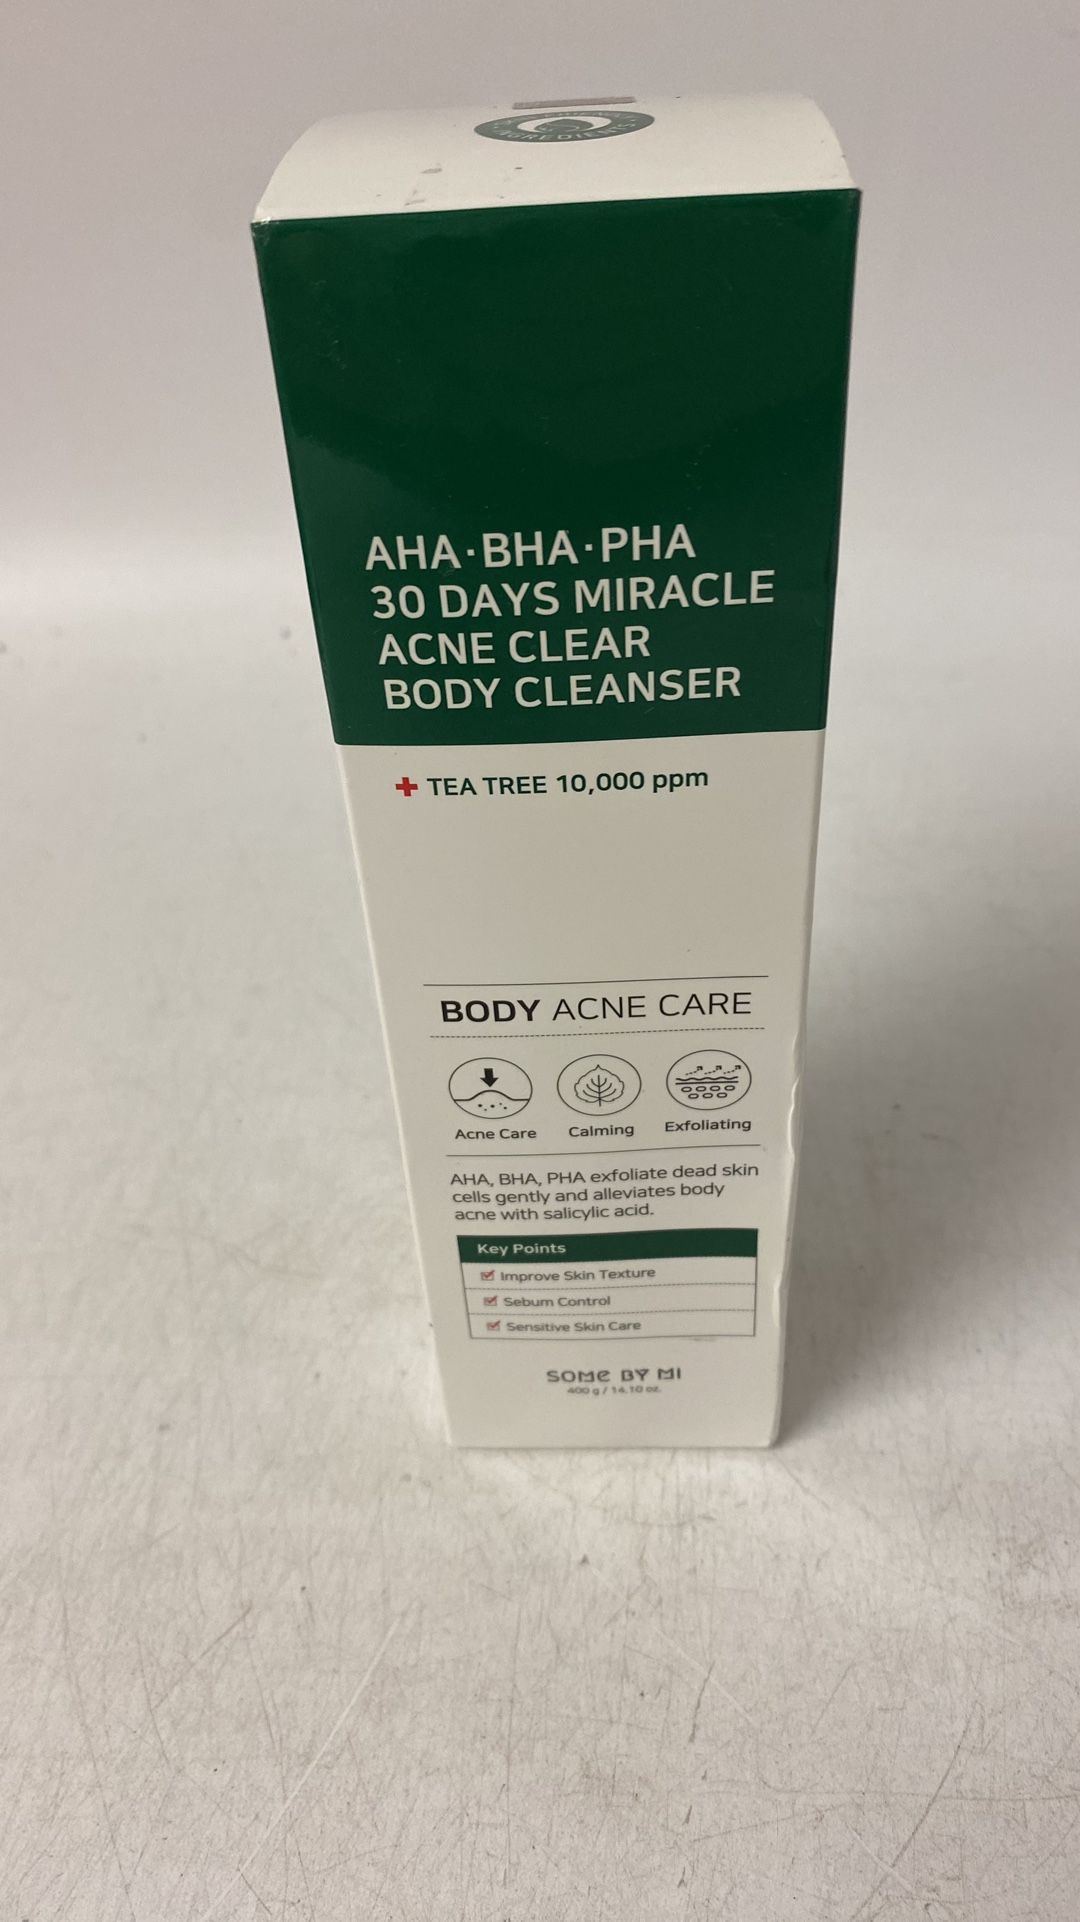 INGREDIENTS
AHA·BHA·PHA
30 DAYS MIRACLE
ACNE CLEAR
BODY CLEANSER
+ TEA TREE 10,000 ppm
BODY ACNE CARE
Acne Care Calming Exfoliating
AHA, BHA, PHA exfoliate dead skin
cells gently and alleviates body
acne with salicylic acid.
Key Points
Improve Skin Texture
Sebum Control
Sensitive Skin Care
SOME BY MI
400 g / 14.10 oz.